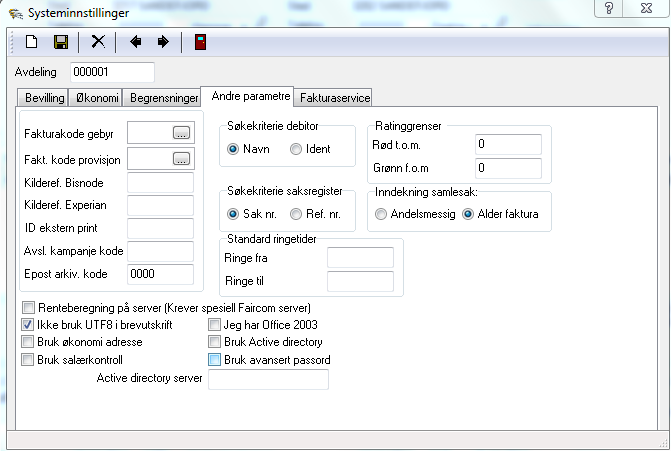 Systeminnstillinger
Avdeling 000001
Bevilling Økonomi Begrensninger Andre parametre Fakturaservice
Fakturakode gebyr ...
Fakt. kode provisjon ...
Kilderef. Bisnode
Kilderef. Experian
ID ekstern print
Avsl. kampanje kode
Epost arkiv. kode 0000
Søkekriterie debitor
Navn Ident
Søkekriterie saksregister
Sak nr. Ref. nr.
Standard ringetider
Ringe fra
Ringe til
Ratinggrenser
Rød t.o.m. 0
Grønn f.o.m 0
Inndekning samlesak:
Andelsmessig Alder faktura
Renteberegning på server (Krever spesiell Faircom server)
Ikke bruk UTF8 i brevutskrift Jeg har Office 2003
Bruk økonomi adresse Bruk Active directory
Bruk salærkontroll Bruk avansert passord
Active directory server